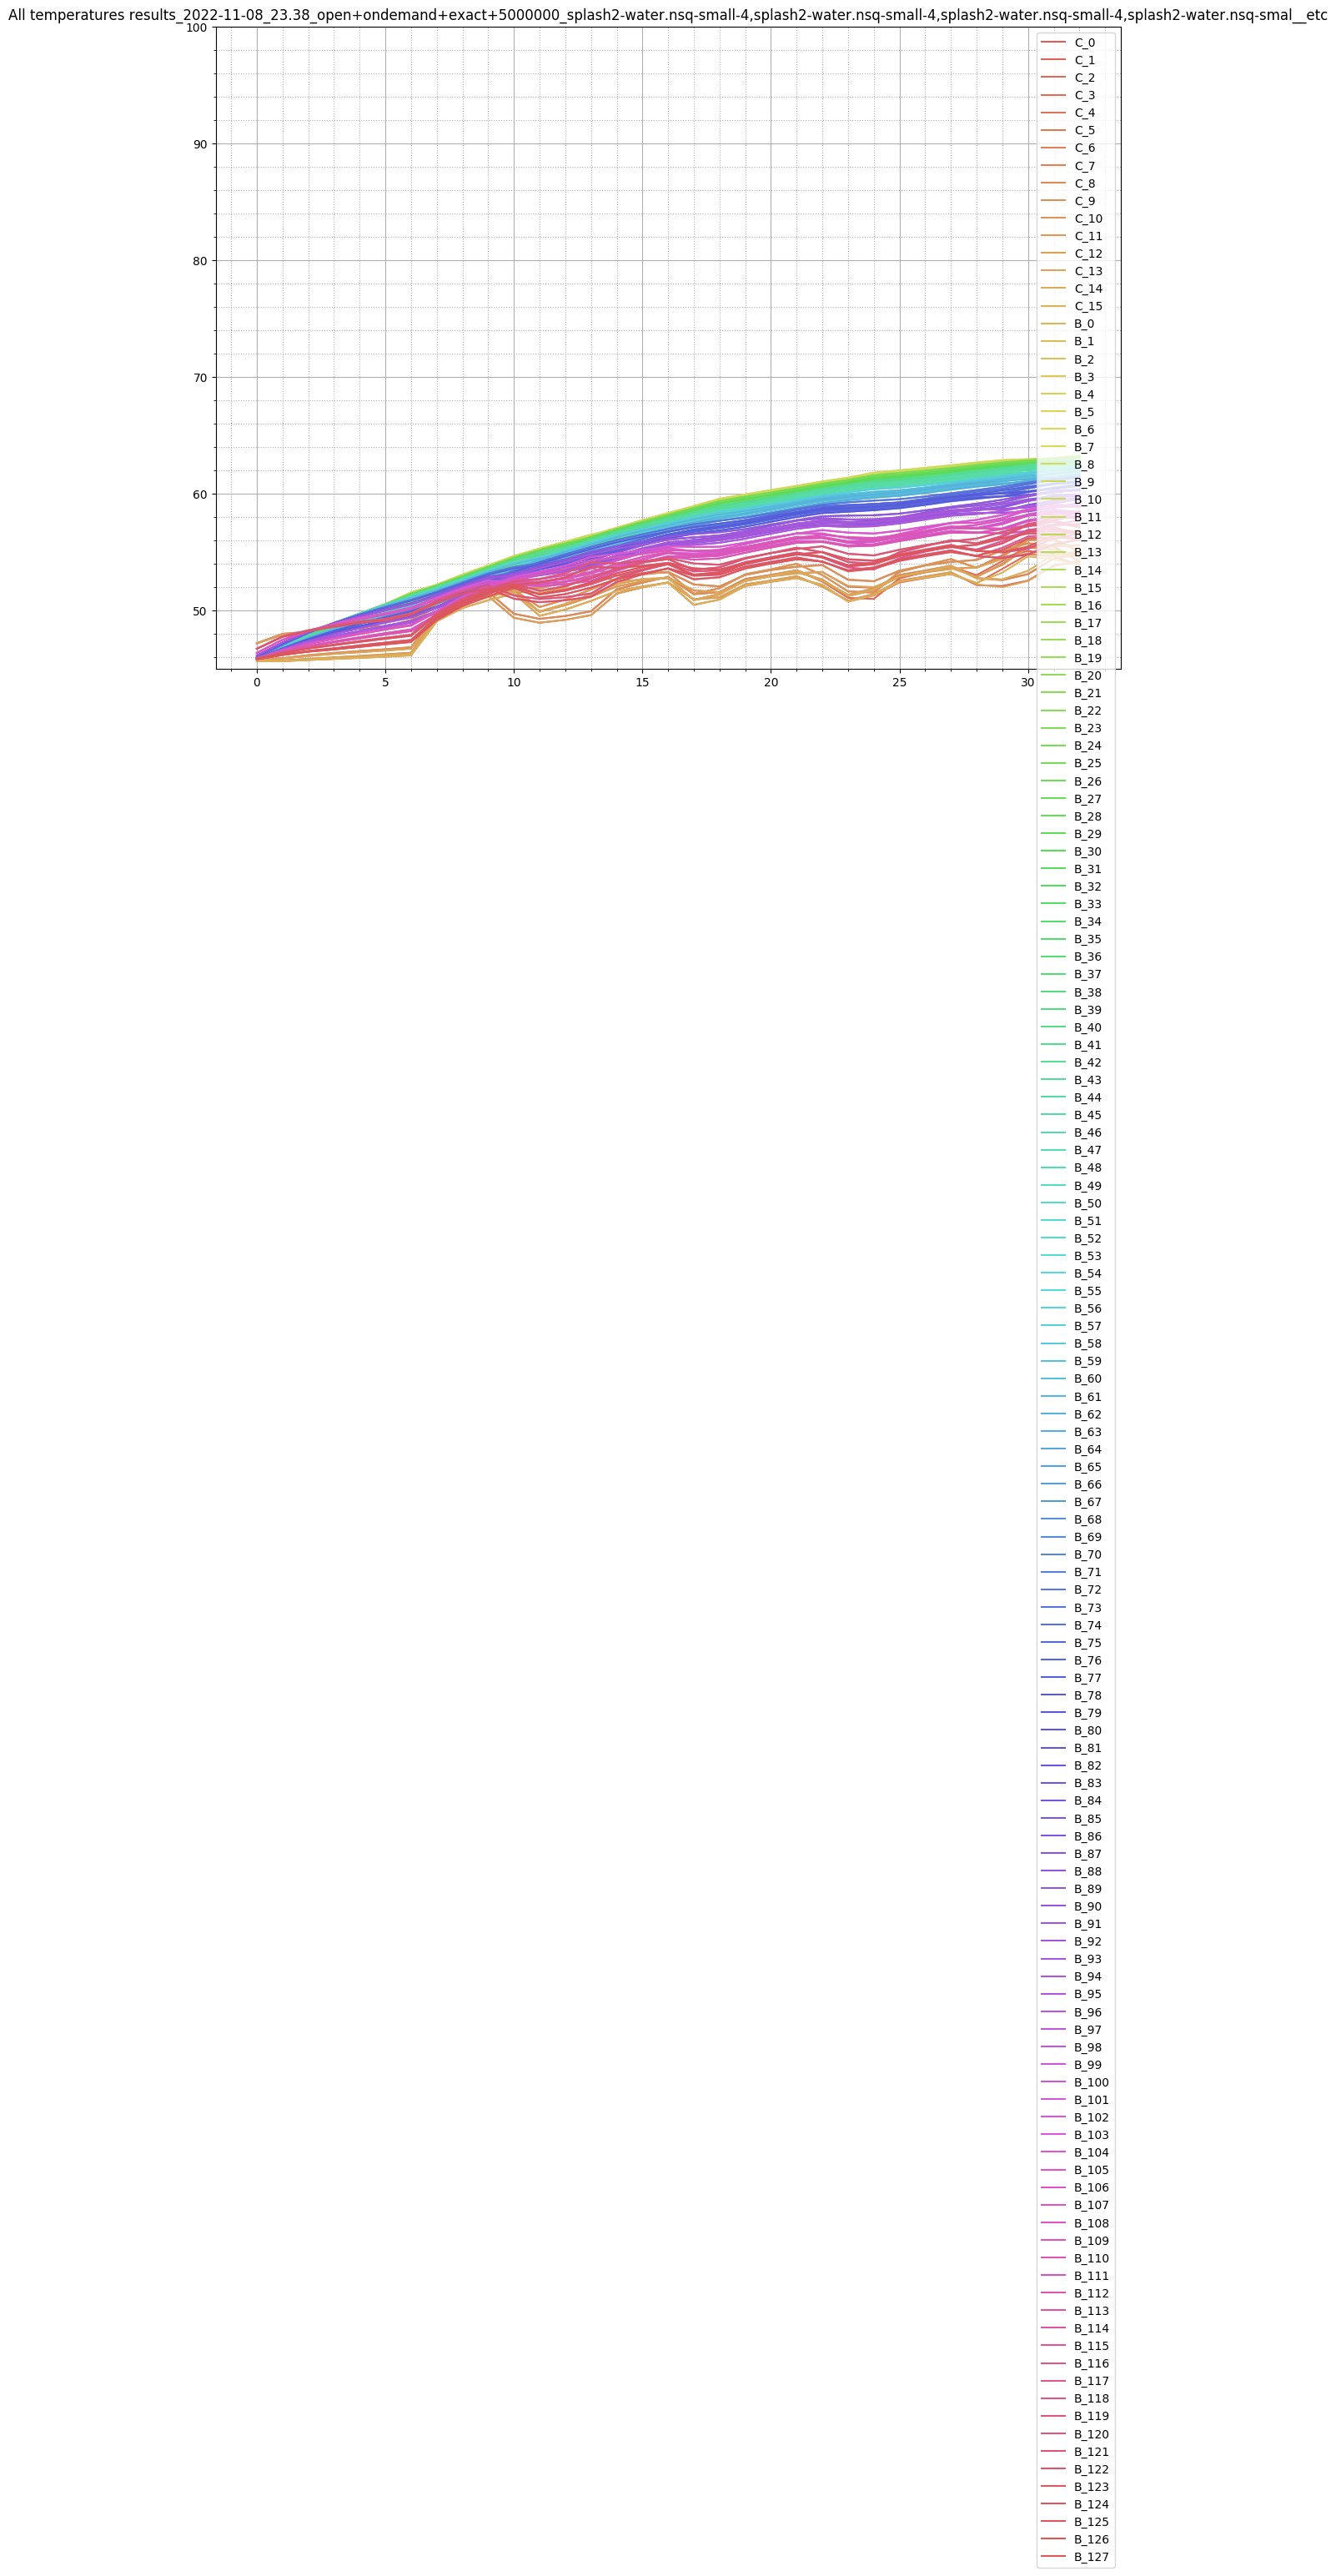 All temperatures results_2022-11-08_23.38_open+ondemand+exact+5000000_splash2-water.nsq-small-4,splash2-water.nsq-small-4,splash2-water.nsq-small-4,splash2-water.nsq-smal__etc
100
90
80
70
60
50
0 5 10 15 20 25 30
C_0
C_1
C_2
C_3
C_4
C_5
C_6
C_7
C_8
C_9
C_10
C_11
C_12
C_13
C_14
C_15
B_0
B_1
B_2
B_3
B_4
B_5
B_6
B_7
B_8
B_9
B_10
B_11
B_12
B_13
B_14
B_15
B_16
B_17
B_18
B_19
B_20
B_21
B_22
B_23
B_24
B_25
B_26
B_27
B_28
B_29
B_30
B_31
B_32
B_33
B_34
B_35
B_36
B_37
B_38
B_39
B_40
B_41
B_42
B_43
B_44
B_45
B_46
B_47
B_48
B_49
B_50
B_51
B_52
B_53
B_54
B_55
B_56
B_57
B_58
B_59
B_60
B_61
B_62
B_63
B_64
B_65
B_66
B_67
B_68
B_69
B_70
B_71
B_72
B_73
B_74
B_75
B_76
B_77
B_78
B_79
B_80
B_81
B_82
B_83
B_84
B_85
B_86
B_87
B_88
B_89
B_90
B_91
B_92
B_93
B_94
B_95
B_96
B_97
B_98
B_99
B_100
B_101
B_102
B_103
B_104
B_105
B_106
B_107
B_108
B_109
B_110
B_111
B_112
B_113
B_114
B_115
B_116
B_117
B_118
B_119
B_120
B_121
B_122
B_123
B_124
B_125
B_126
B_127